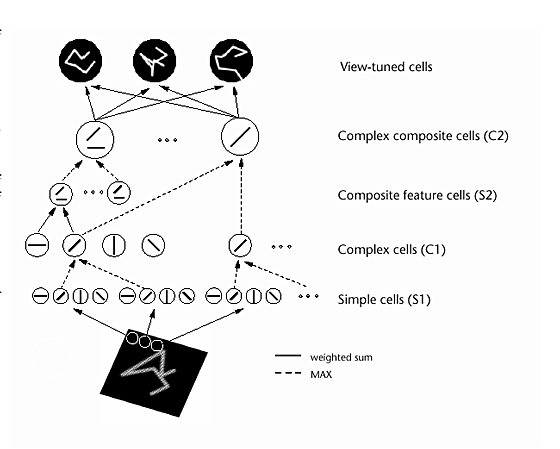 View-tuned cells
Complex composite cells (C2)
Composite feature cells (S2)
Complex cells (C1)
Simple cells (S1)
weighted sum
MAX